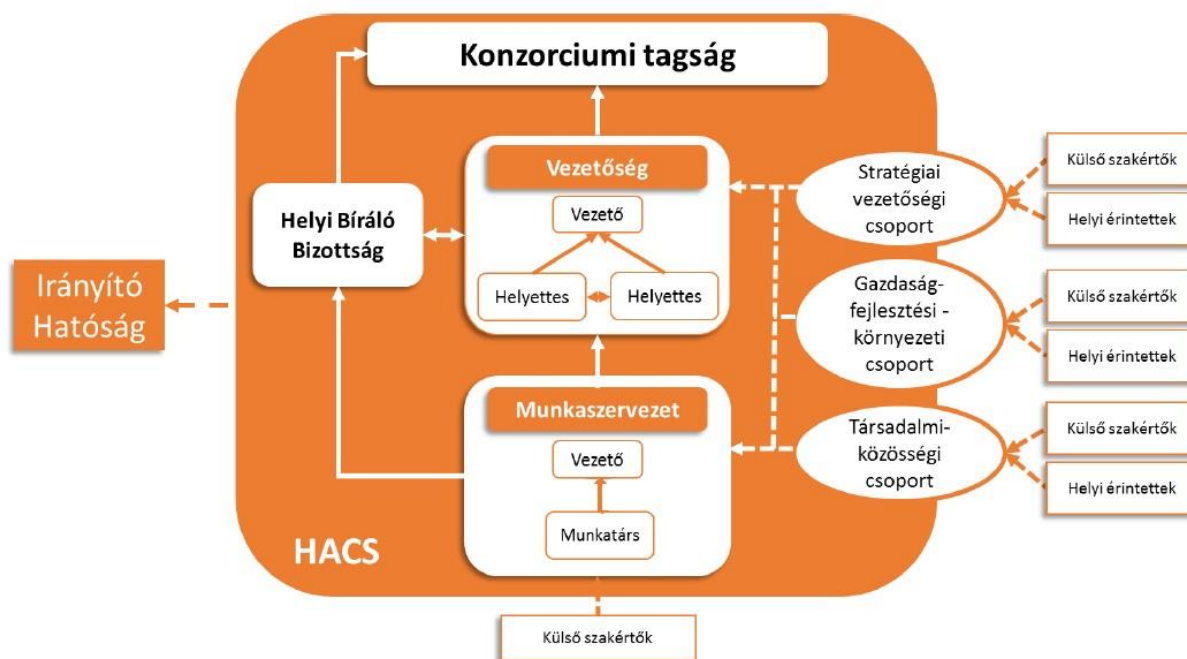 Konzorciumi tagság
Vezetőség
Vezető
Helyettes
Helyettes
Helyi Bíráló
Bizottság
Irányító
Hatóság
Munkaszervezet
Vezető
Munkatárs
HACS
Külső szakértők
Stratégiai
vezetőségi
csoport
Külső szakértők
Helyi érintettek
Gazdaság-
fejlesztési -
környezeti
csoport
Külső szakértők
Helyi érintettek
Társadalmi-
közösségi
csoport
Külső szakértők
Helyi érintettek